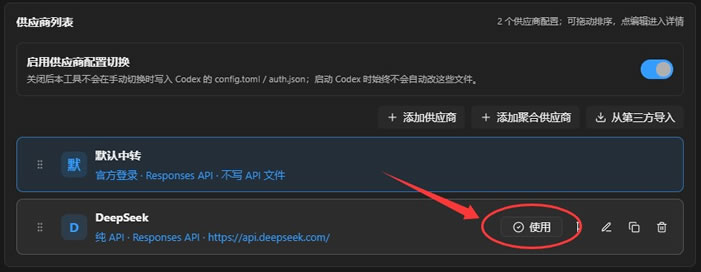 供应商列表
2 个供应商配置；可拖动排序，点编辑进入详情
启用供应商配置切换
关闭后本工具不会在手动切换时写入 Codex 的 config.toml / auth.json；启动 Codex 时始终不会自动改这些文件。
添加供应商
添加聚合供应商
从第三方导入
默
默认中转
官方登录 · Responses API · 不写 API 文件
D
DeepSeek
纯 API · Responses API · https://api.deepseek.com/
使用